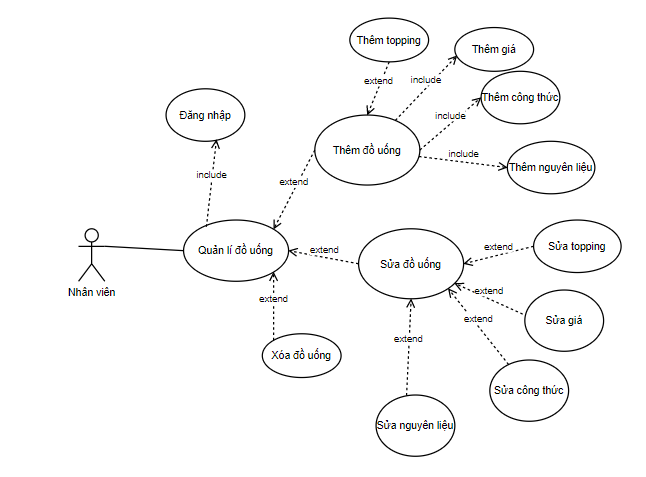 Thêm topping
Thêm giá
extend
include
Thêm công thức
Đăng nhập
include
Thêm đồ uống
include
Thêm nguyên liệu
include
extend
Quản lí đồ uống
extend
Sửa đồ uống
extend
Sửa topping
Nhân viên
extend
extend
Sửa giá
extend
extend
Xóa đồ uống
Sửa công thức
Sửa nguyên liệu